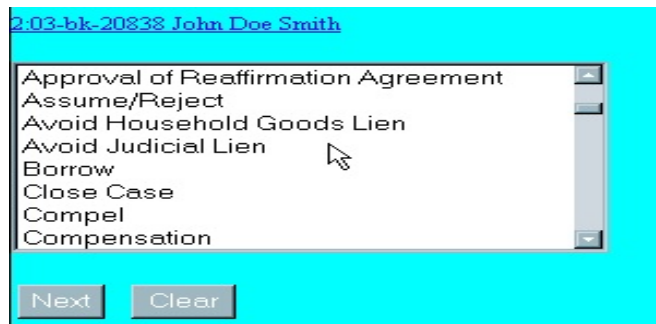 2:03-bk-20838 John Doe Smith
Approval of Reaffirmation Agreement
Assume/Reject
Avoid Household Goods Lien
Avoid Judicial Lien
Borrow
Close Case
Compel
Compensation
Next Clear